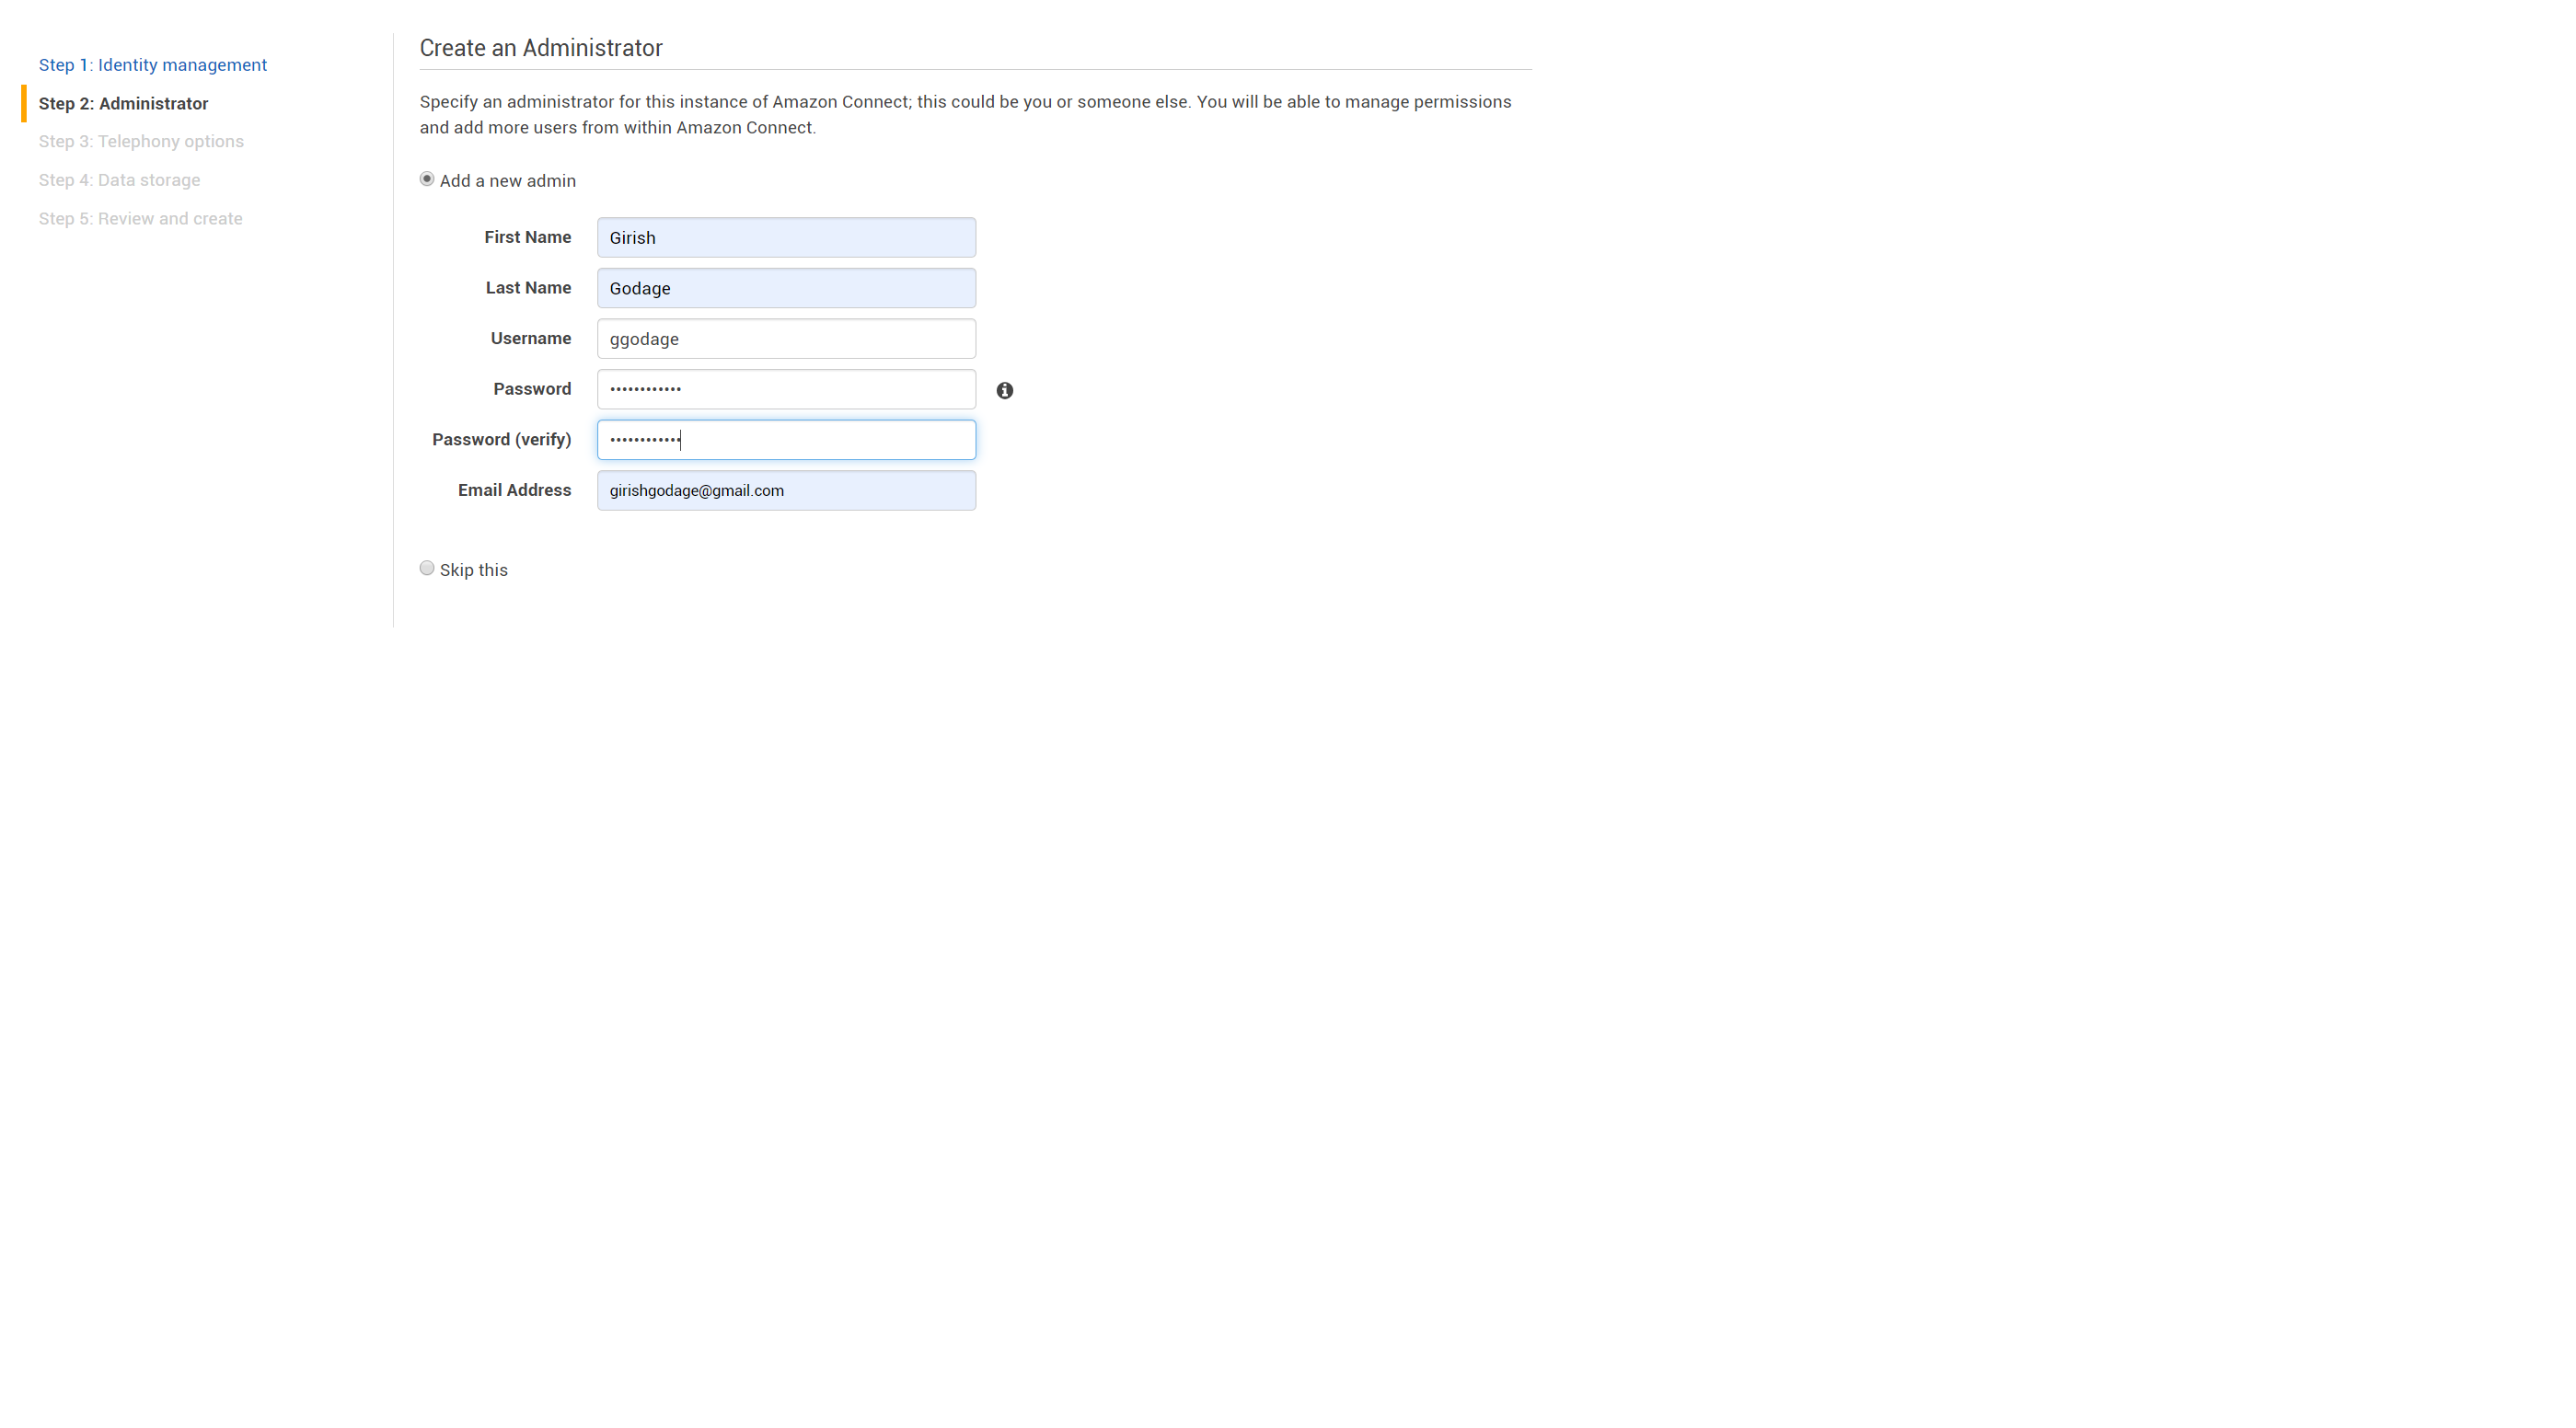 Step 1: Identity management
Step 2: Administrator
Step 3: Telephony options
Step 4: Data storage
Step 5: Review and create
Create an Administrator
Specify an administrator for this instance of Amazon Connect; this could be you or someone else. You will be able to manage permissions
and add more users from within Amazon Connect.
Add a new admin
First Name Girish
Last Name Godage
Username ggodage
Password ••••••••••••
Password (verify) ••••••••••••
Email Address girishgodage@gmail.com
Skip this